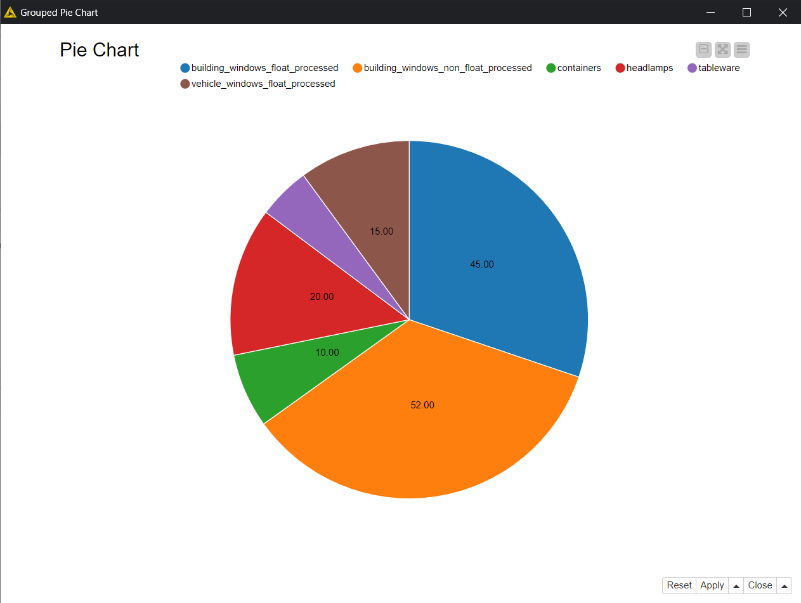 Grouped Pie Chart
Pie Chart
building_windows_float_processed building_windows_non_float_processed containers headlamps tableware
vehicle_windows_float_processed
15.00
45.00
20.00
10.00
52.00
Reset Apply Close